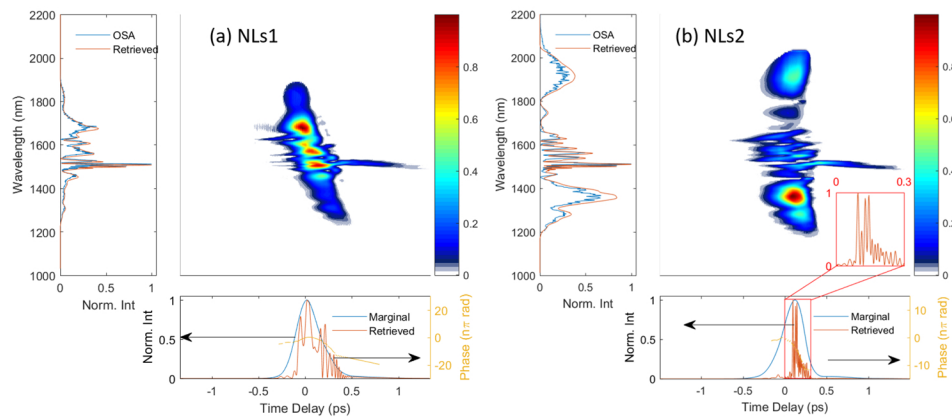 2200
2000
1800
1600
1400
1200
1000
Wavelength (nm)
OSA
Retrieved
0 0.5 1
Norm. Int
(a) NLs1
0.8
0.6
0.4
0.2
0
1
0.5
0
Norm. Int
Marginal
Retrieved
20
0
-20
Phase (nπ rad)
-1 -0.5 0 0.5 1
Time Delay (ps)
2200
2000
1800
1600
1400
1200
1000
Wavelength (nm)
OSA
Retrieved
0 0.5 1
Norm. Int
(b) NLs2
0 0.3
1
0
0.8
0.6
0.4
0.2
0
1
0.5
0
Norm. Int
Marginal
Retrieved
10
0
-10
Phase (nπ rad)
-1 -0.5 0 0.5 1
Time Delay (ps)